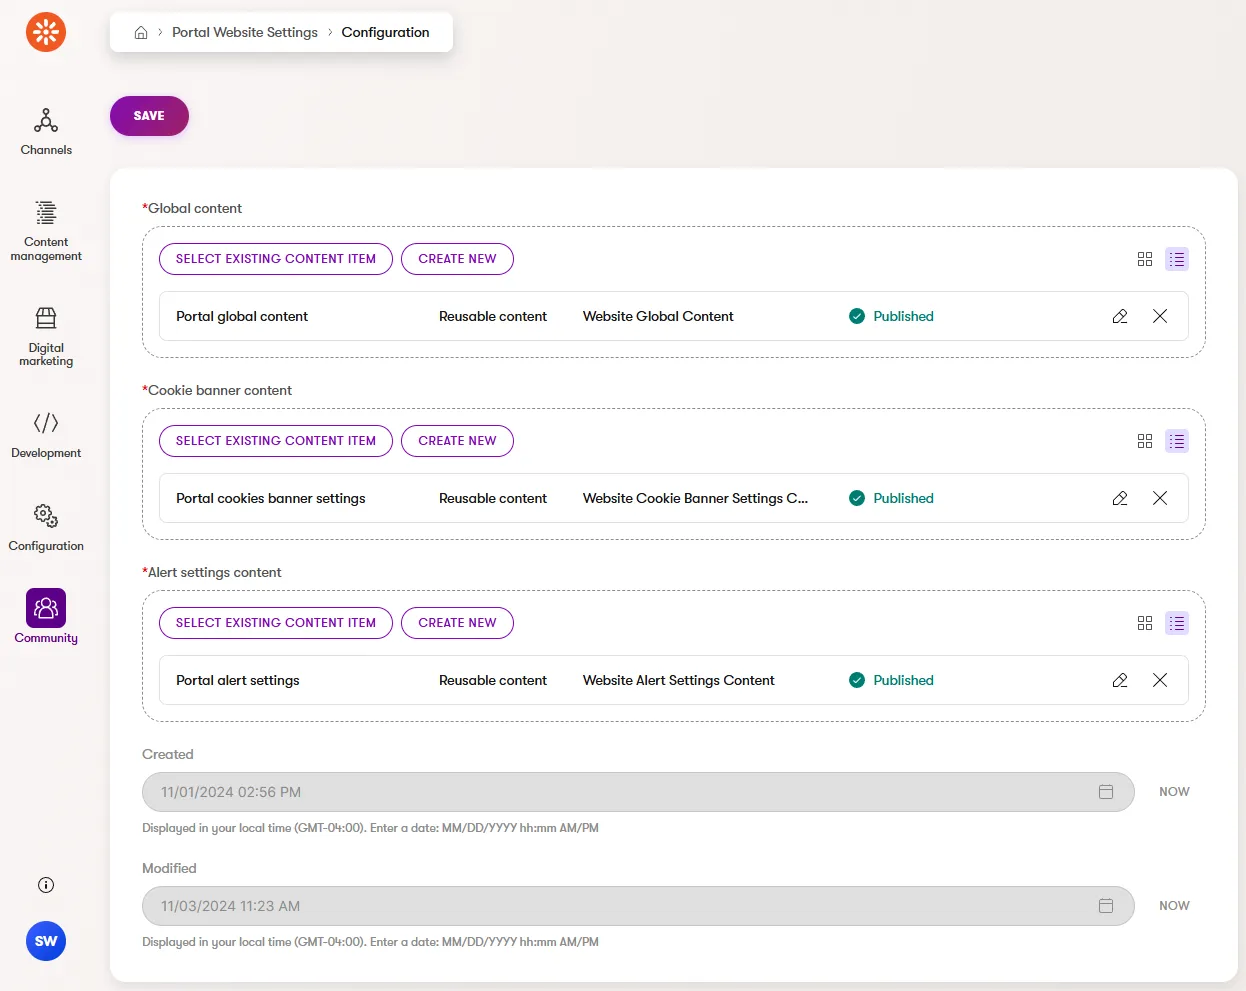 Portal Website Settings > Configuration
Channels
Content
management
Digital
marketing
Development
Configuration
Community
SW
SAVE
*Global content
SELECT EXISTING CONTENT ITEM CREATE NEW
Portal global content Reusable content Website Global Content Published
*Cookie banner content
SELECT EXISTING CONTENT ITEM CREATE NEW
Portal cookies banner settings Reusable content Website Cookie Banner Settings C... Published
*Alert settings content
SELECT EXISTING CONTENT ITEM CREATE NEW
Portal alert settings Reusable content Website Alert Settings Content Published
Created
11/01/2024 02:56 PM NOW
Displayed in your local time (GMT-04:00). Enter a date: MM/DD/YYYY hh:mm AM/PM
Modified
11/03/2024 11:23 AM NOW
Displayed in your local time (GMT-04:00). Enter a date: MM/DD/YYYY hh:mm AM/PM